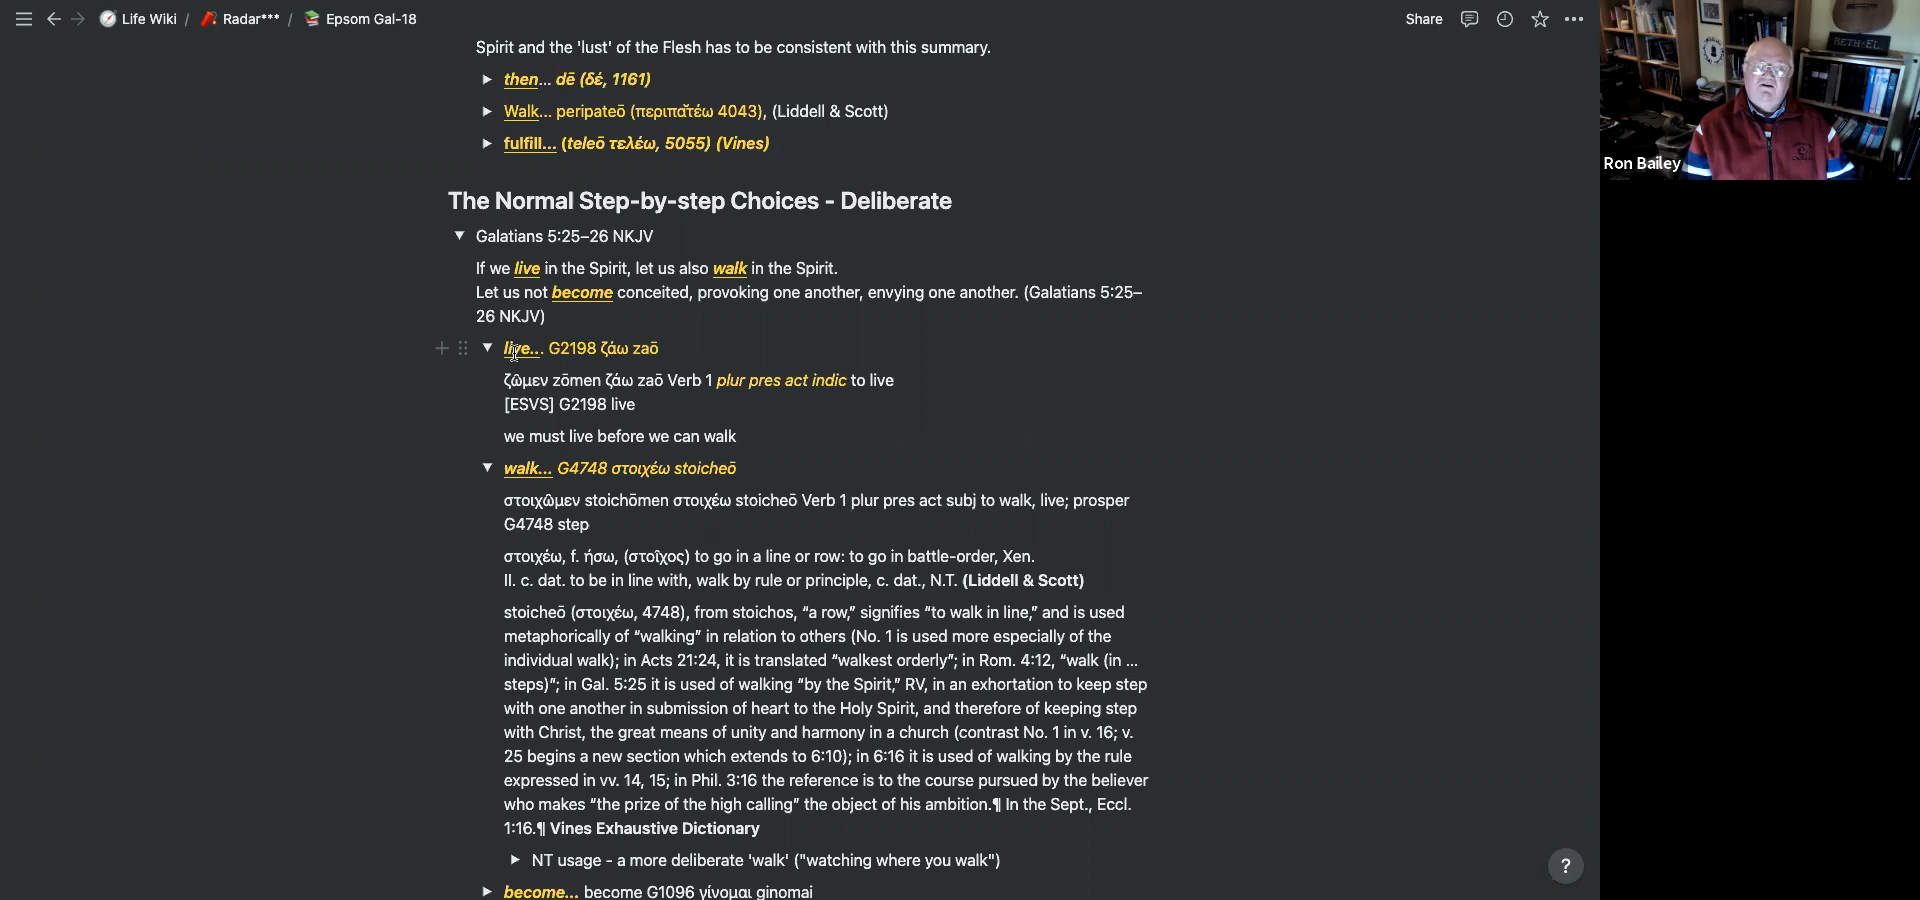 Life Wiki / Radar*** / Epsom Gal-18
Share
Spirit and the 'lust' of the Flesh has to be consistent with this summary.
then... dē (δέ, 1161)
Walk... peripateō (περιπατέω 4043), (Liddell & Scott)
fulfill... (teleō τελέω, 5055) (Vines)
The Normal Step-by-step Choices - Deliberate
Galatians 5:25–26 NKJV
If we live in the Spirit, let us also walk in the Spirit.
Let us not become conceited, provoking one another, envying one another. (Galatians 5:25–
26 NKJV)
live... G2198 ζάω zaō
ζῶμεν zōmen ζάω zaō Verb 1 plur pres act indic to live
[ESVS] G2198 live
we must live before we can walk
walk... G4748 στοιχέω stoicheō
στοιχῶμεν stoichōmen στοιχέω stoicheō Verb 1 plur pres act subj to walk, live; prosper
G4748 step
στοιχέω, f. ήσω, (στοῖχος) to go in a line or row: to go in battle-order, Xen.
II. c. dat. to be in line with, walk by rule or principle, c. dat., N.T. (Liddell & Scott)
stoicheō (στοιχέω, 4748), from stoichos, “a row,” signifies “to walk in line,” and is used
metaphorically of “walking” in relation to others (No. 1 is used more especially of the
individual walk); in Acts 21:24, it is translated “walkest orderly”; in Rom. 4:12, “walk (in ...
steps)”; in Gal. 5:25 it is used of walking “by the Spirit,” RV, in an exhortation to keep step
with one another in submission of heart to the Holy Spirit, and therefore of keeping step
with Christ, the great means of unity and harmony in a church (contrast No. 1 in v. 16; v.
25 begins a new section which extends to 6:10); in 6:16 it is used of walking by the rule
expressed in vv. 14, 15; in Phil. 3:16 the reference is to the course pursued by the believer
who makes “the prize of the high calling” the object of his ambition.¶ In the Sept., Eccl.
1:16.¶ Vines Exhaustive Dictionary
NT usage - a more deliberate 'walk' ("watching where you walk")
become... become G1096 γίνομαι ginomai
?
BETH-EL
Ron Bailey